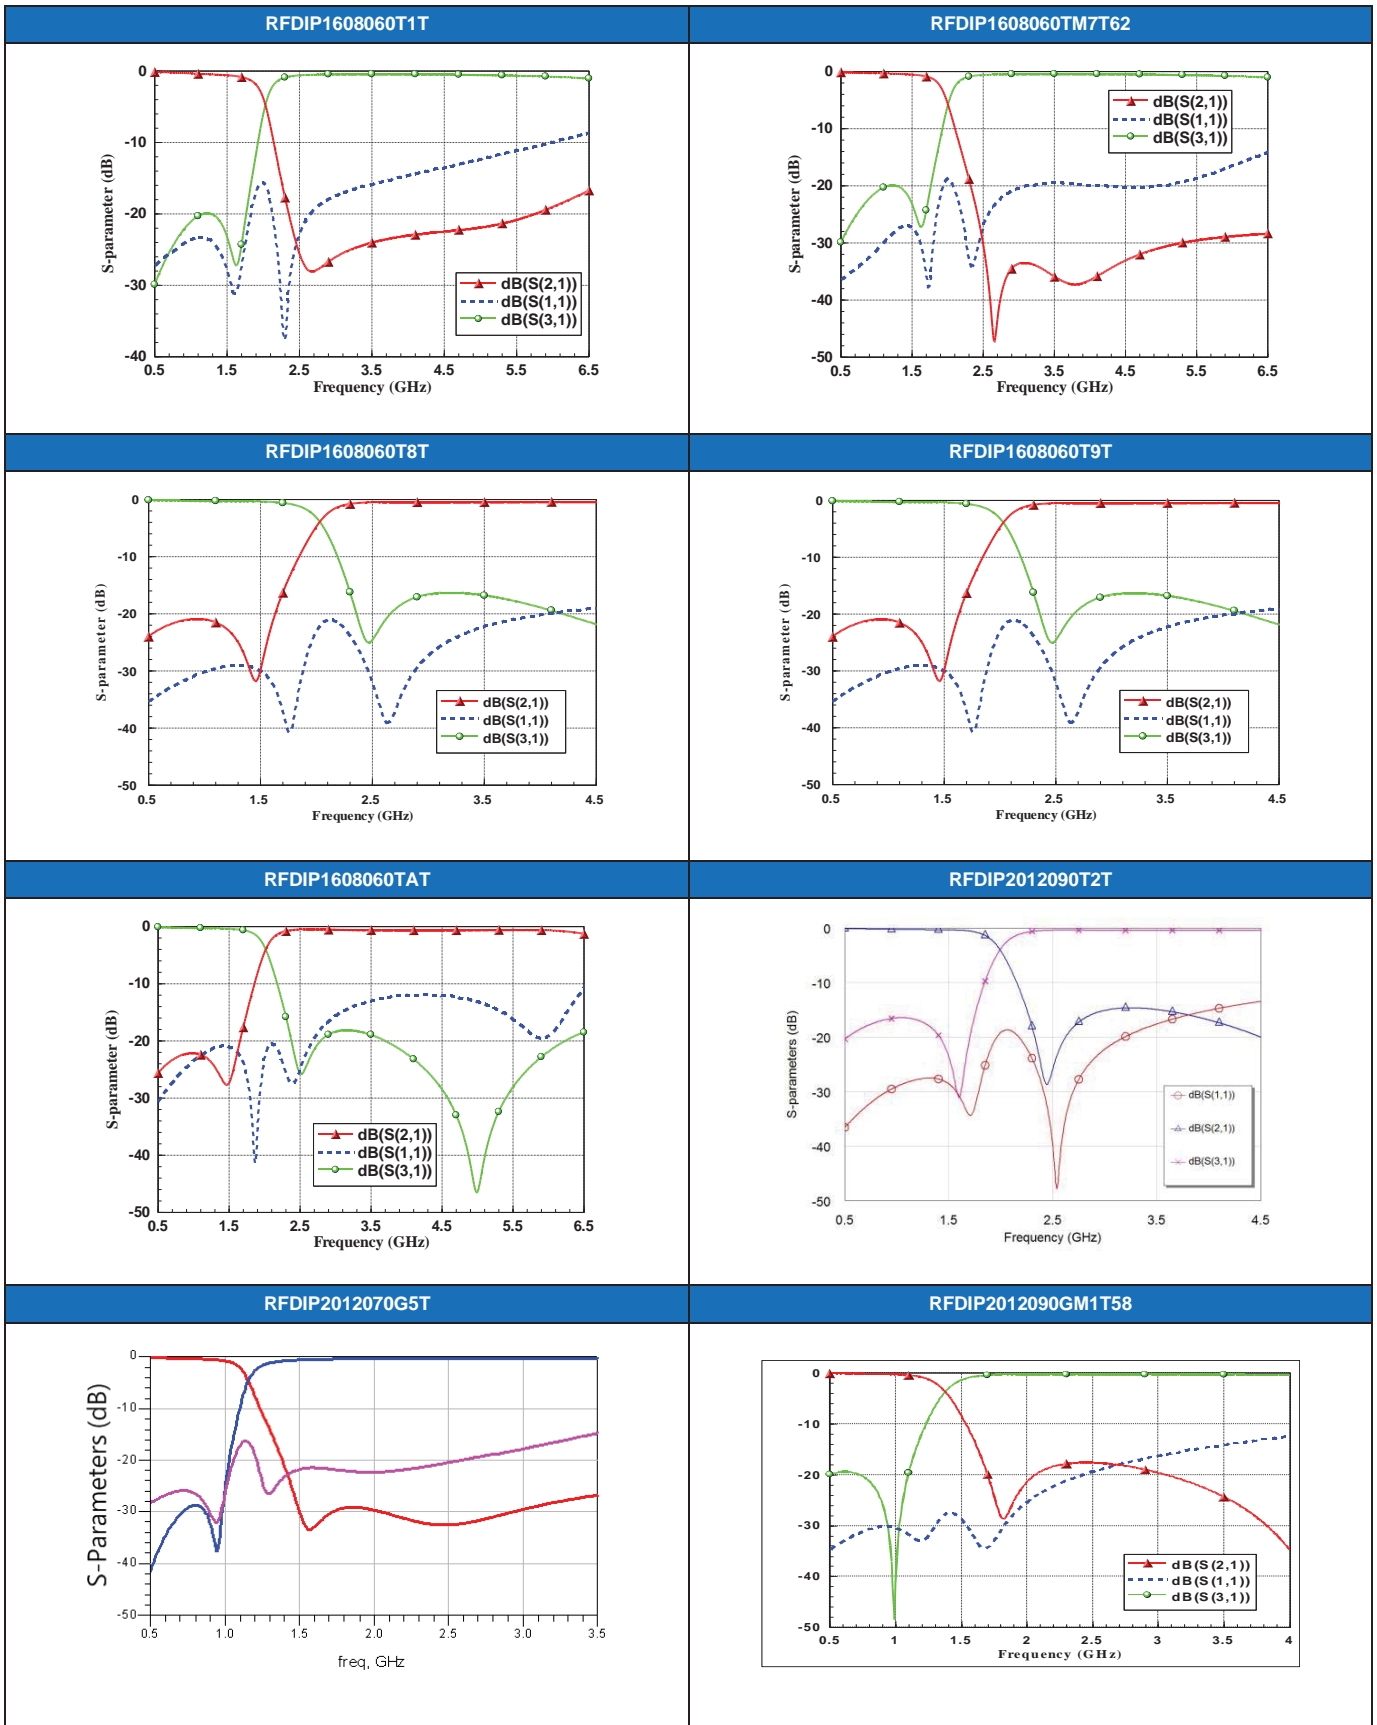 RFDIP1608060T1T
0
-10
-20
-30
-40
S-parameter (dB)
dB(S(2,1))
dB(S(1,1))
dB(S(3,1))
0.5 1.5 2.5 3.5 4.5 5.5 6.5
Frequency (GHz)
RFDIP1608060TM7T62
0
-10
-20
-30
-40
-50
S-parameter (dB)
dB(S(2,1))
dB(S(1,1))
dB(S(3,1))
0.5 1.5 2.5 3.5 4.5 5.5 6.5
Frequency (GHz)
RFDIP1608060T8T
0
-10
-20
-30
-40
-50
S-parameter (dB)
dB(S(2,1))
dB(S(1,1))
dB(S(3,1))
0.5 1.5 2.5 3.5 4.5
Frequency (GHz)
RFDIP1608060T9T
0
-10
-20
-30
-40
-50
S-parameter (dB)
dB(S(2,1))
dB(S(1,1))
dB(S(3,1))
0.5 1.5 2.5 3.5 4.5
Frequency (GHz)
RFDIP1608060TAT
0
-10
-20
-30
-40
-50
S-parameter (dB)
dB(S(2,1))
dB(S(1,1))
dB(S(3,1))
0.5 1.5 2.5 3.5 4.5 5.5 6.5
Frequency (GHz)
RFDIP2012090T2T
0
-10
-20
-30
-40
-50
S-parameters (dB)
dB(S(1,1))
dB(S(2,1))
dB(S(3,1))
0.5 1.5 2.5 3.5 4.5
Frequency (GHz)
RFDIP2012070G5T
0
-10
-20
-30
-40
-50
S-Parameters (dB)
0.5 1.0 1.5 2.0 2.5 3.0 3.5
freq, GHz
RFDIP2012090GM1T58
0
-10
-20
-30
-40
-50
dB(S(2,1))
dB(S(1,1))
dB(S(3,1))
0.5 1 1.5 2 2.5 3 3.5 4
Frequency (GHz)